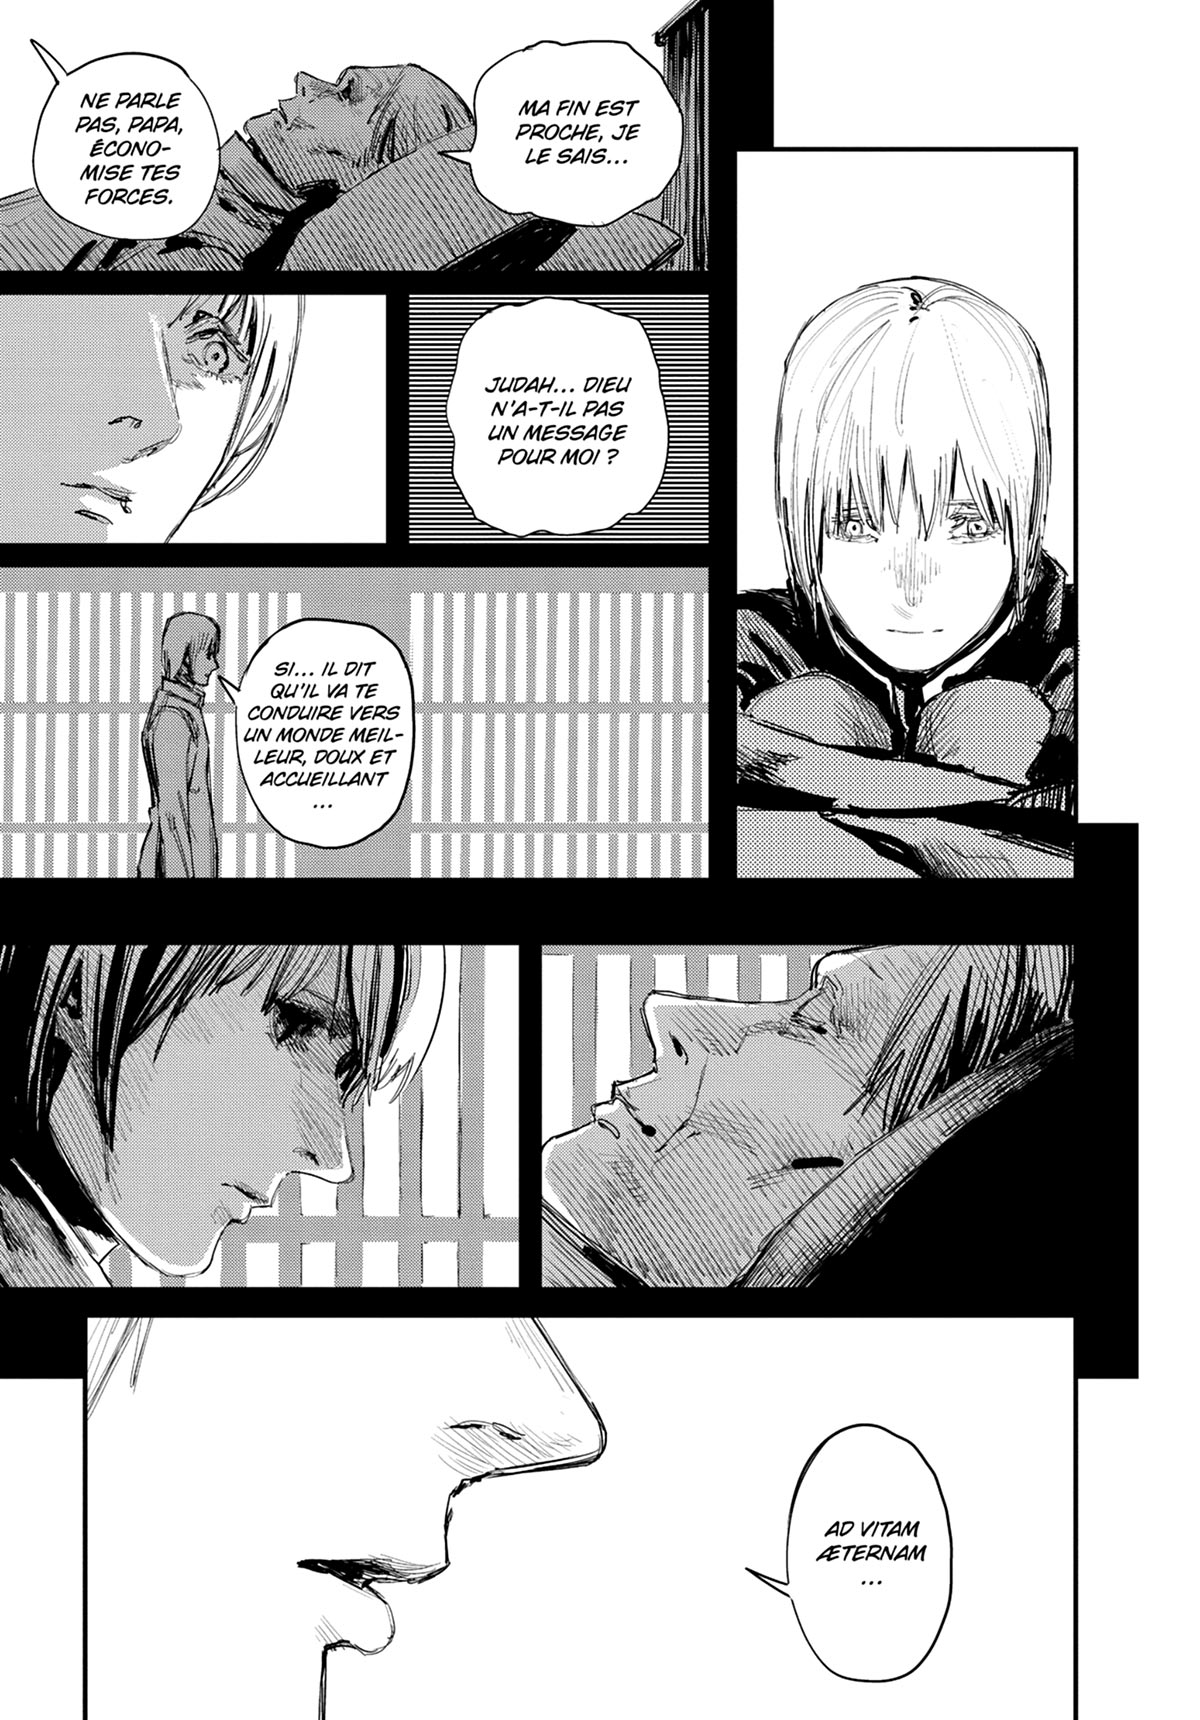 MA FIN EST
PROCHE, JE
LE SAIS...
NE PARLE
PAS, PAPA,
ÉCONO-
MISE TES
FORCES.
JUDAH... DIEU
N'A-T-IL PAS
UN MESSAGE
POUR MOI ?
SI... IL DIT
QU'IL VA TE
CONDUIRE VERS
UN MONDE MEIL-
LEUR, DOUX ET
ACCUEILLANT
...
AD VITAM
ÆTERNAM
...